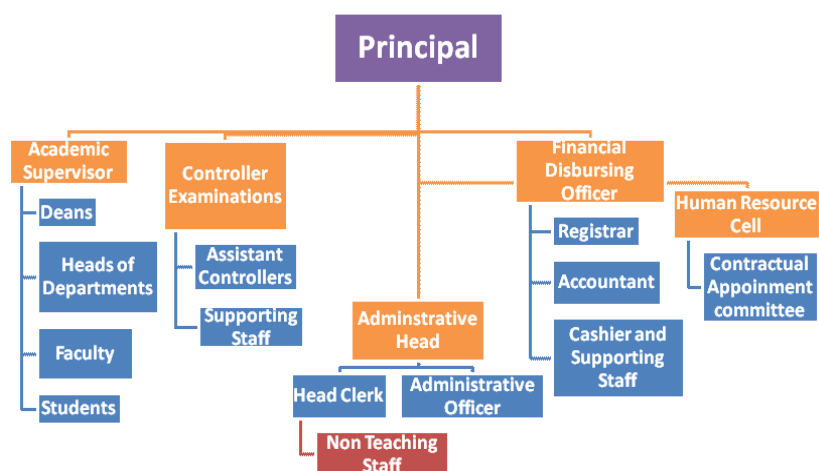 Principal
Academic
Supervisor
Deans
Heads of
Departments
Faculty
Students
Controller
Examinations
Assistant
Controllers
Supporting
Staff
Adminstrative
Head
Head Clerk
Non Teaching
Staff
Administrative
Officer
Financial
Disbursing
Officer
Registrar
Accountant
Cashier and
Supporting
Staff
Human Resource
Cell
Contractual
Appoinment
committee